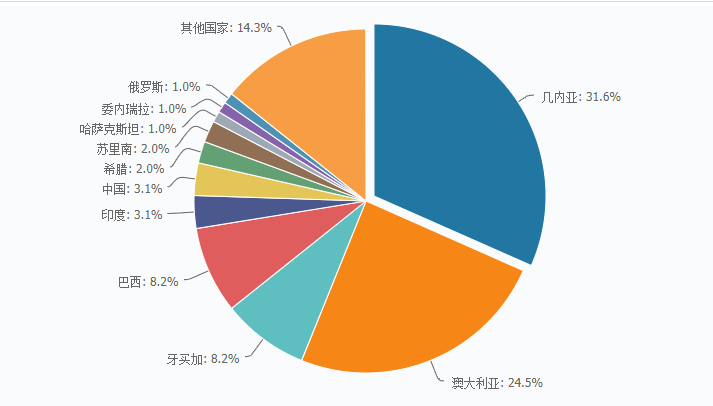 其他国家: 14.3%
几内亚: 31.6%
俄罗斯: 1.0%
委内瑞拉: 1.0%
哈萨克斯坦: 1.0%
苏里南: 2.0%
希腊: 2.0%
中国: 3.1%
印度: 3.1%
巴西: 8.2%
牙买加: 8.2%
澳大利亚: 24.5%